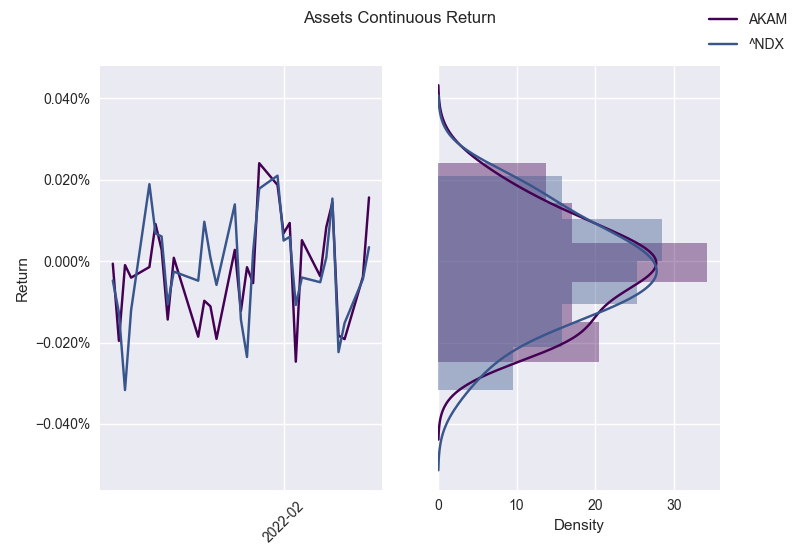 Assets Continuous Return
AKAM
^NDX
Return
0.040%
0.020%
0.000%
−0.020%
−0.040%
2022-02
0
10
20
30
Density